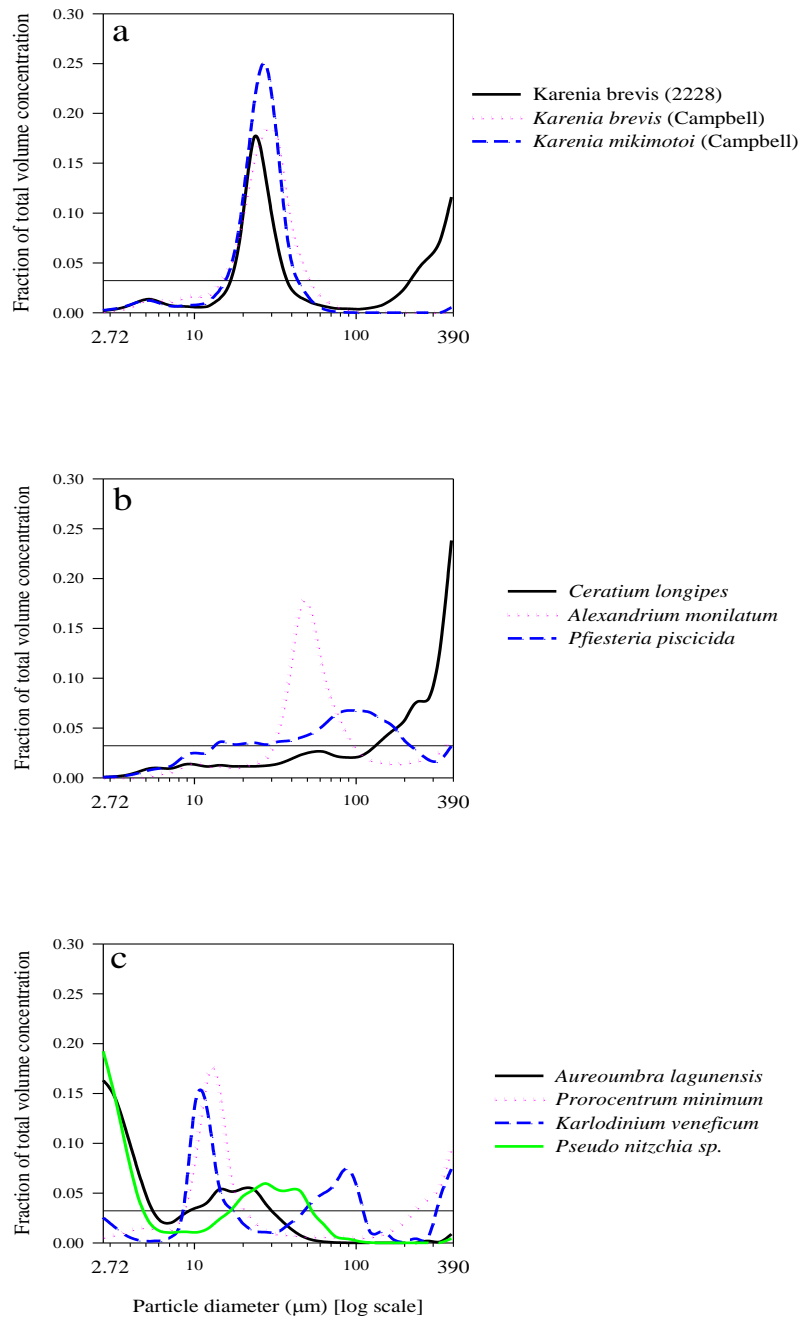 a
0.30
0.25
0.20
0.15
0.10
0.05
0.00
Fraction of total volume concentration
2.72
10
100
390
Karenia brevis (2228)
Karenia brevis (Campbell)
Karenia mikimotoi (Campbell)
b
0.30
0.25
0.20
0.15
0.10
0.05
0.00
Fraction of total volume concentration
2.72
10
100
390
Ceratium longipes
Alexandrium monilatum
Pfiesteria piscicida
c
0.30
0.25
0.20
0.15
0.10
0.05
0.00
Fraction of total volume concentration
2.72
10
100
390
Aureoumbra lagunensis
Prorocentrum minimum
Karlodinium veneficum
Pseudo nitzchia sp.
Particle diameter (μm) [log scale]